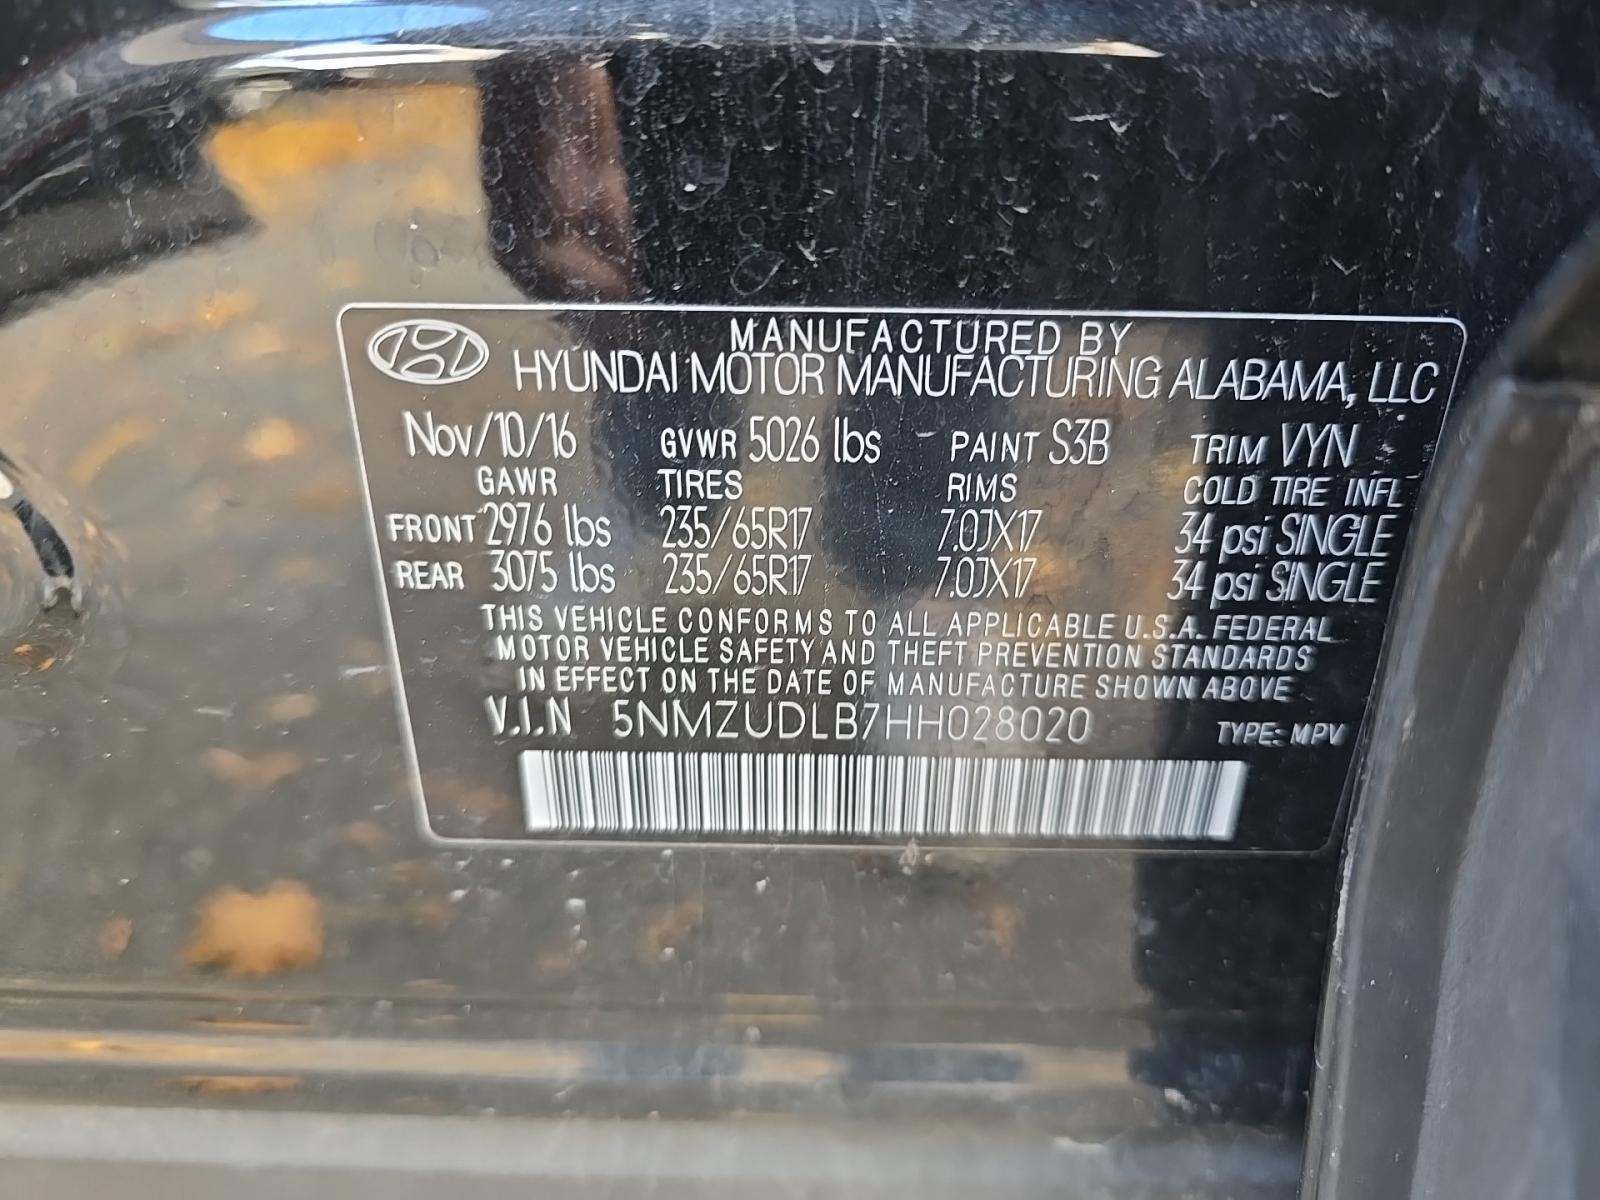 MANUFACTURED BY
HYUNDAI MOTOR MANUFACTURING ALABAMA, LLC
Nov/10/16 GVWR 5026 lbs PAINT S3B TRIM VYN
GAWR TIRES RIMS COLD TIRE INFL
FRONT 2976 lbs 235/65R17 7.0JX17 34 psi SINGLE
REAR 3075 lbs 235/65R17 7.0JX17 34 psi SINGLE
THIS VEHICLE CONFORMS TO ALL APPLICABLE U.S.A. FEDERAL
MOTOR VEHICLE SAFETY AND THEFT PREVENTION STANDARDS
IN EFFECT ON THE DATE OF MANUFACTURE SHOWN ABOVE
V.I.N 5NMZUDLB7HH028020 TYPE: MPV